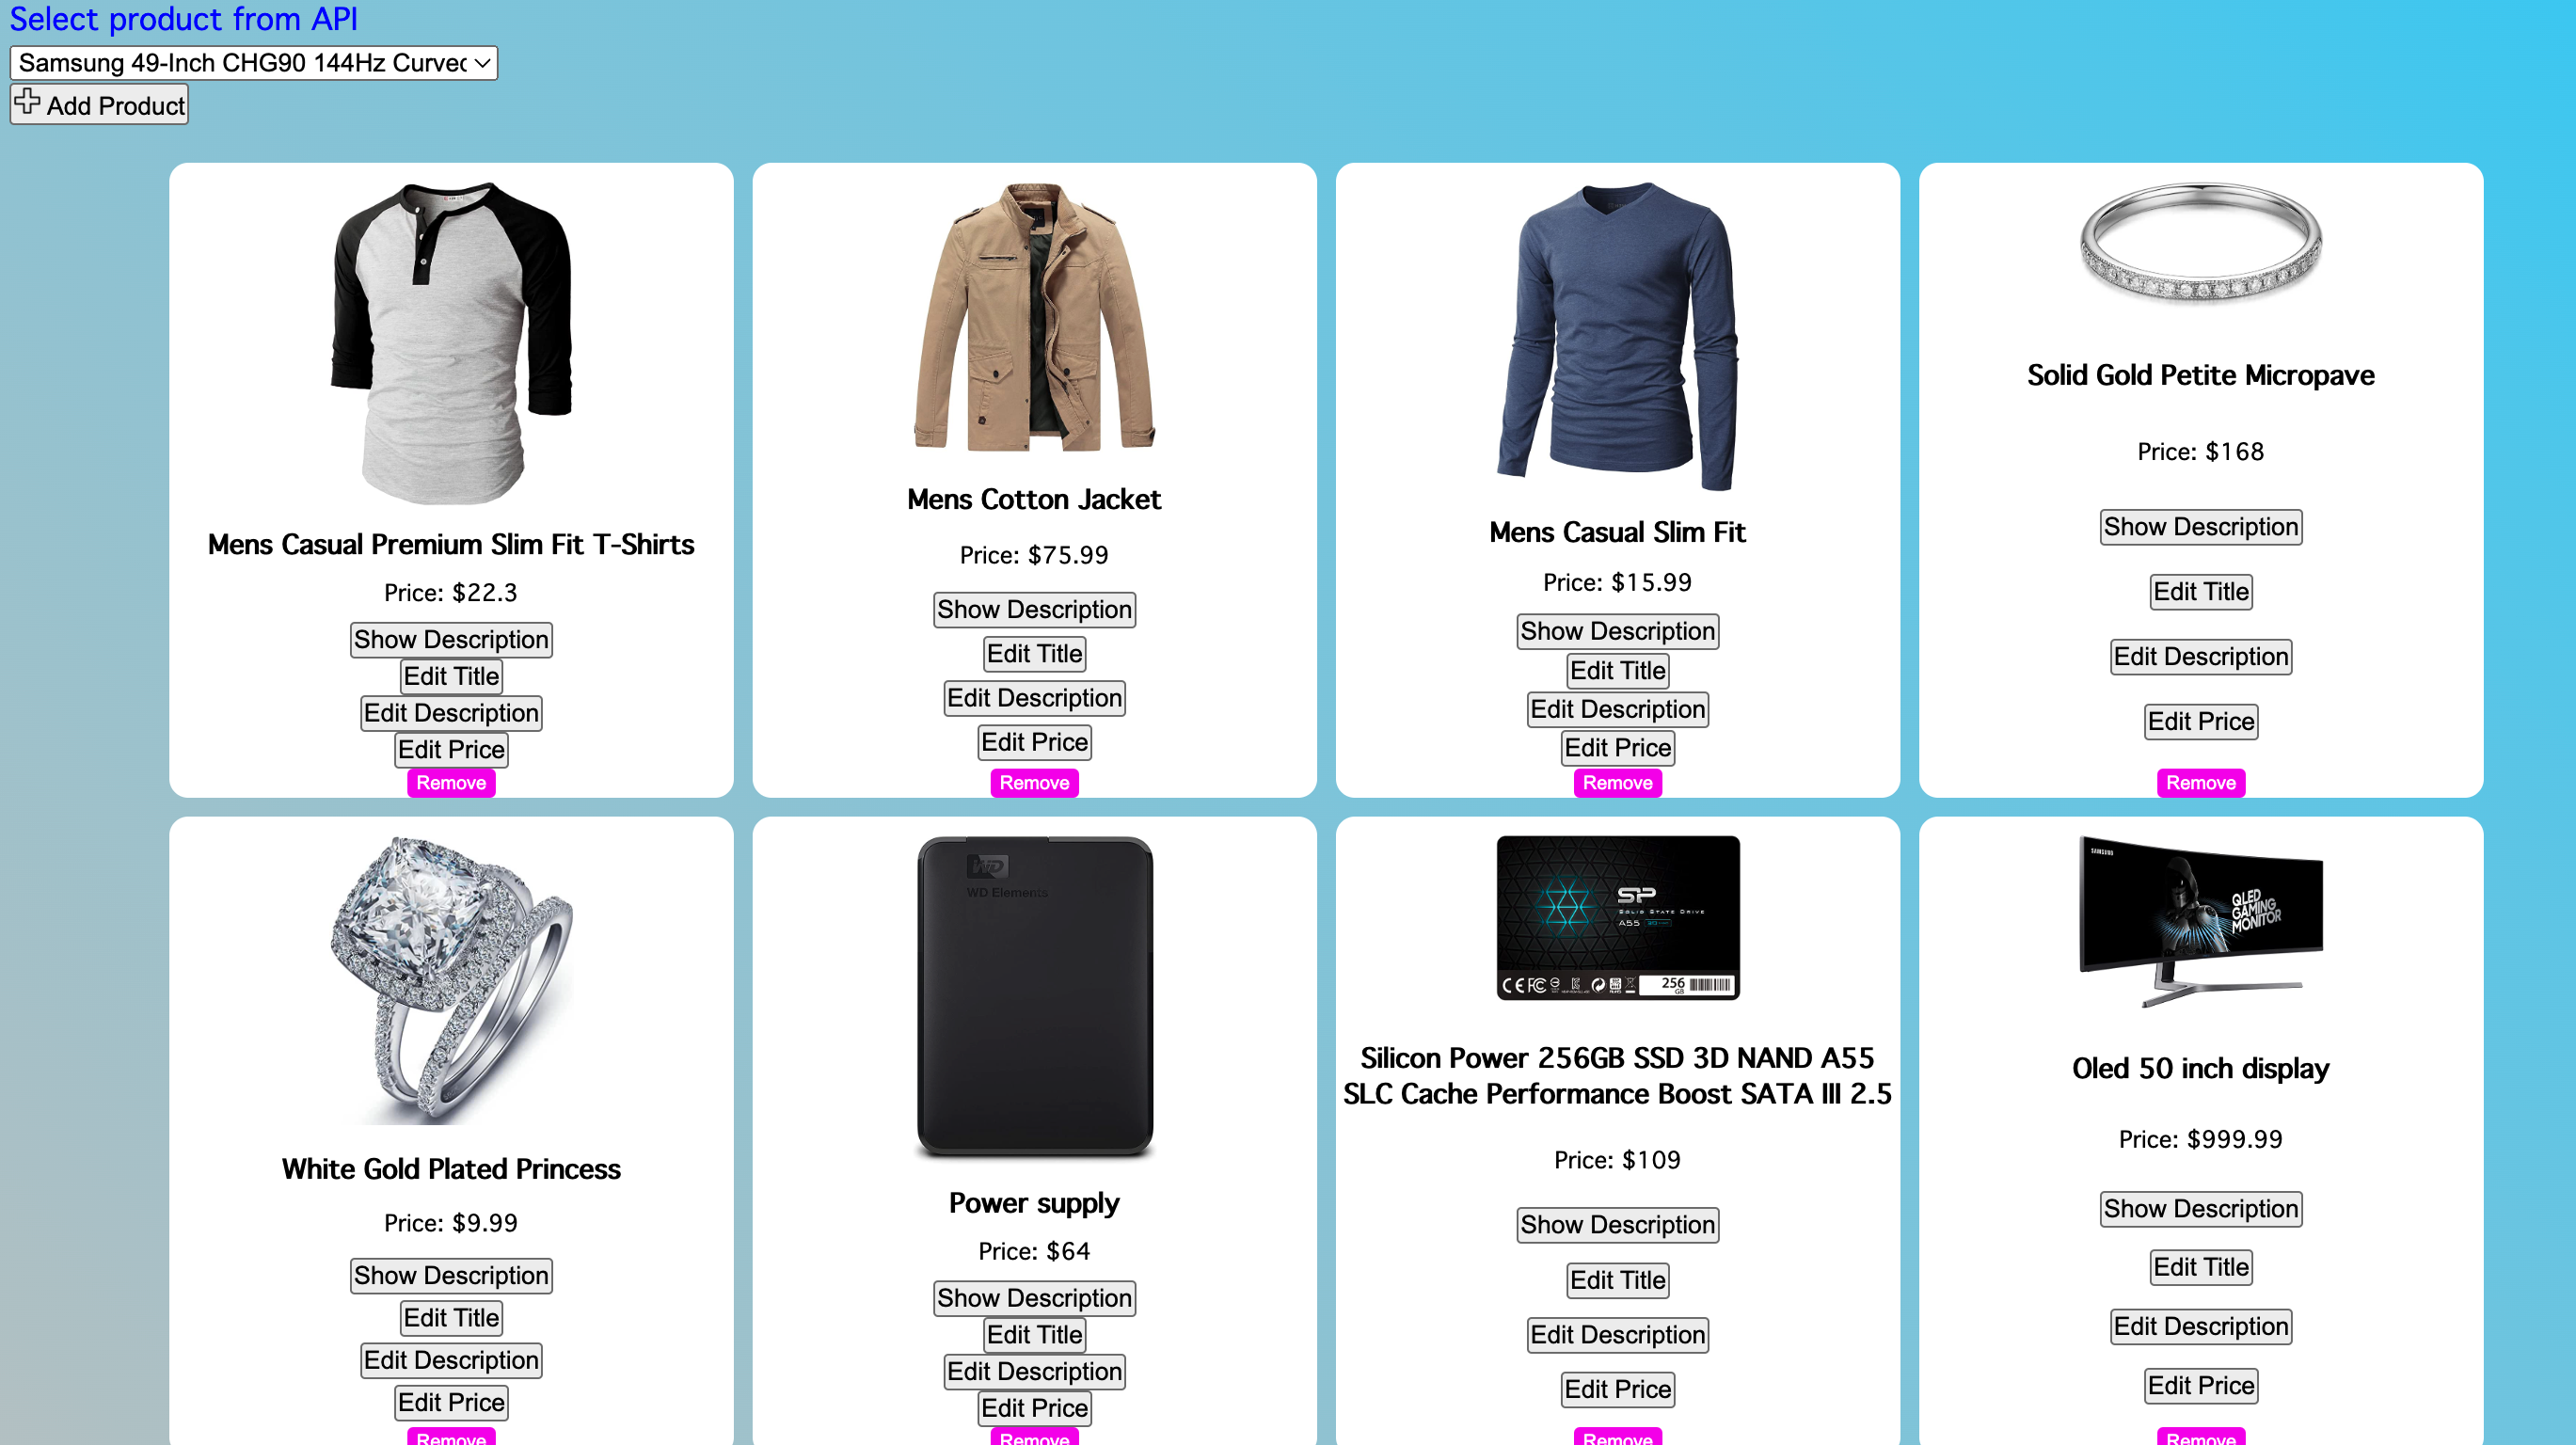 Select product from API
Samsung 49-Inch CHG90 144Hz Curved
Add Product
Mens Casual Premium Slim Fit T-Shirts
Price: $22.3
Show Description
Edit Title
Edit Description
Edit Price
Remove
Mens Cotton Jacket
Price: $75.99
Show Description
Edit Title
Edit Description
Edit Price
Remove
Mens Casual Slim Fit
Price: $15.99
Show Description
Edit Title
Edit Description
Edit Price
Remove
Solid Gold Petite Micropave
Price: $168
Show Description
Edit Title
Edit Description
Edit Price
Remove
White Gold Plated Princess
Price: $9.99
Show Description
Edit Title
Edit Description
Edit Price
Remove
WD
WD Elements
Power supply
Price: $64
Show Description
Edit Title
Edit Description
Edit Price
Remove
SP
SOLID STATE DRIVE
A55
256
GB
Silicon Power 256GB SSD 3D NAND A55
SLC Cache Performance Boost SATA III 2.5
Price: $109
Show Description
Edit Title
Edit Description
Edit Price
Remove
SAMSUNG
QLED
GAMING
MONITOR
Oled 50 inch display
Price: $999.99
Show Description
Edit Title
Edit Description
Edit Price
Remove